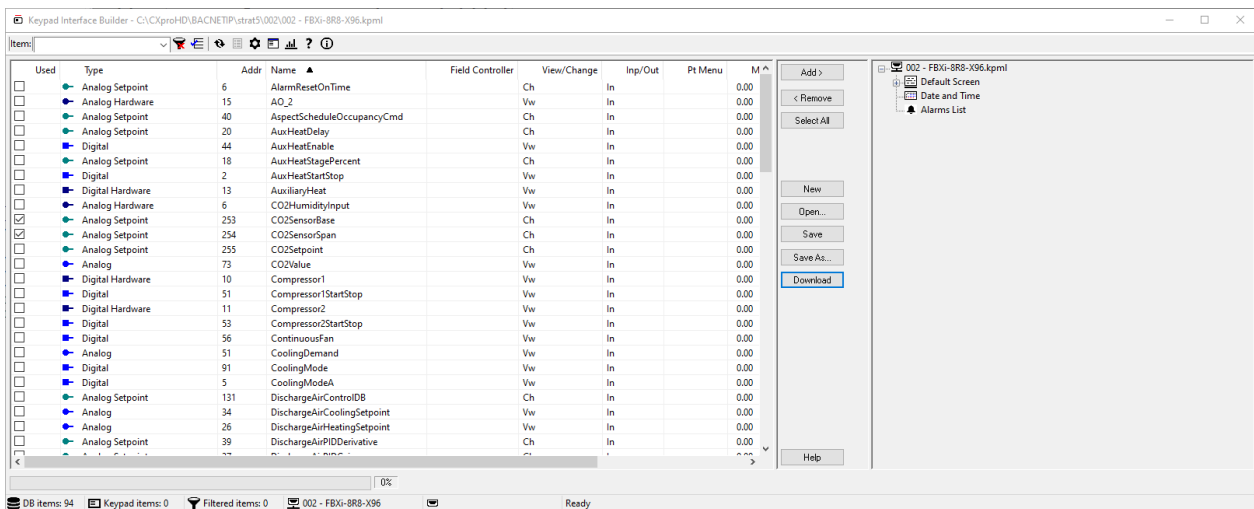 Keypad Interface Builder - C:\CXproHD\BACNETIP\strat5\002\002 - FBXi-8R8-X96.kpml
Item:
Used Type Addr Name Field Controller View/Change Inp/Out Pt Menu M
Analog Setpoint 6 AlarmResetOnTime Ch In 0.00
Analog Hardware 15 AO_2 Vw In 0.00
Analog Setpoint 40 AspectScheduleOccupancyCmd Ch In 0.00
Analog Setpoint 20 AuxHeatDelay Ch In 0.00
Digital 44 AuxHeatEnable Vw In 0.00
Analog Setpoint 18 AuxHeatStagePercent Ch In 0.00
Digital 2 AuxHeatStartStop Vw In 0.00
Digital Hardware 13 AuxiliaryHeat Vw In 0.00
Analog Hardware 6 CO2HumidityInput Vw In 0.00
Analog Setpoint 253 CO2SensorBase Ch In 0.00
Analog Setpoint 254 CO2SensorSpan Ch In 0.00
Analog Setpoint 255 CO2Setpoint Ch In 0.00
Analog 73 CO2Value Vw In 0.00
Digital Hardware 10 Compressor1 Vw In 0.00
Digital 51 Compressor1StartStop Vw In 0.00
Digital Hardware 11 Compressor2 Vw In 0.00
Digital 53 Compressor2StartStop Vw In 0.00
Digital 56 ContinuousFan Vw In 0.00
Analog 51 CoolingDemand Vw In 0.00
Digital 91 CoolingMode Vw In 0.00
Digital 5 CoolingModeA Vw In 0.00
Analog Setpoint 131 DischargeAirControlDB Ch In 0.00
Analog 34 DischargeAirCoolingSetpoint Vw In 0.00
Analog 26 DischargeAirHeatingSetpoint Vw In 0.00
Analog Setpoint 39 DischargeAirPIDDerivative Ch In 0.00
Add >
< Remove
Select All
New
Open...
Save
Save As...
Download
Help
002 - FBXi-8R8-X96.kpml
Default Screen
Date and Time
Alarms List
0%
DB items: 94 Keypad items: 0 Filtered items: 0 002 - FBXi-8R8-X96 Ready